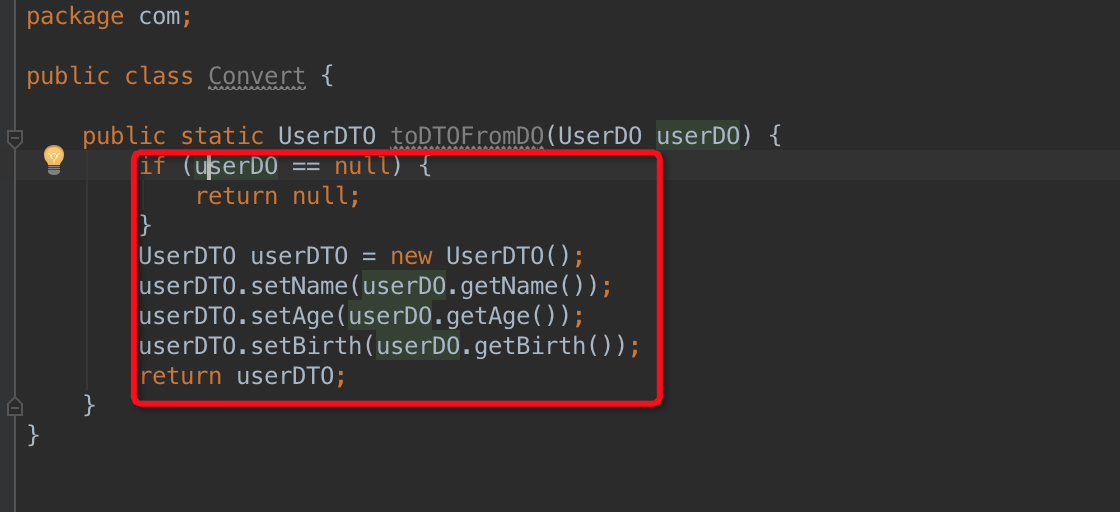 package com;
public class Convert {
public static UserDTO toDTOFromDO(UserDO userDO) {
if (userDO == null) {
return null;
}
UserDTO userDTO = new UserDTO();
userDTO.setName(userDO.getName());
userDTO.setAge(userDO.getAge());
userDTO.setBirth(userDO.getBirth());
return userDTO;
}
}